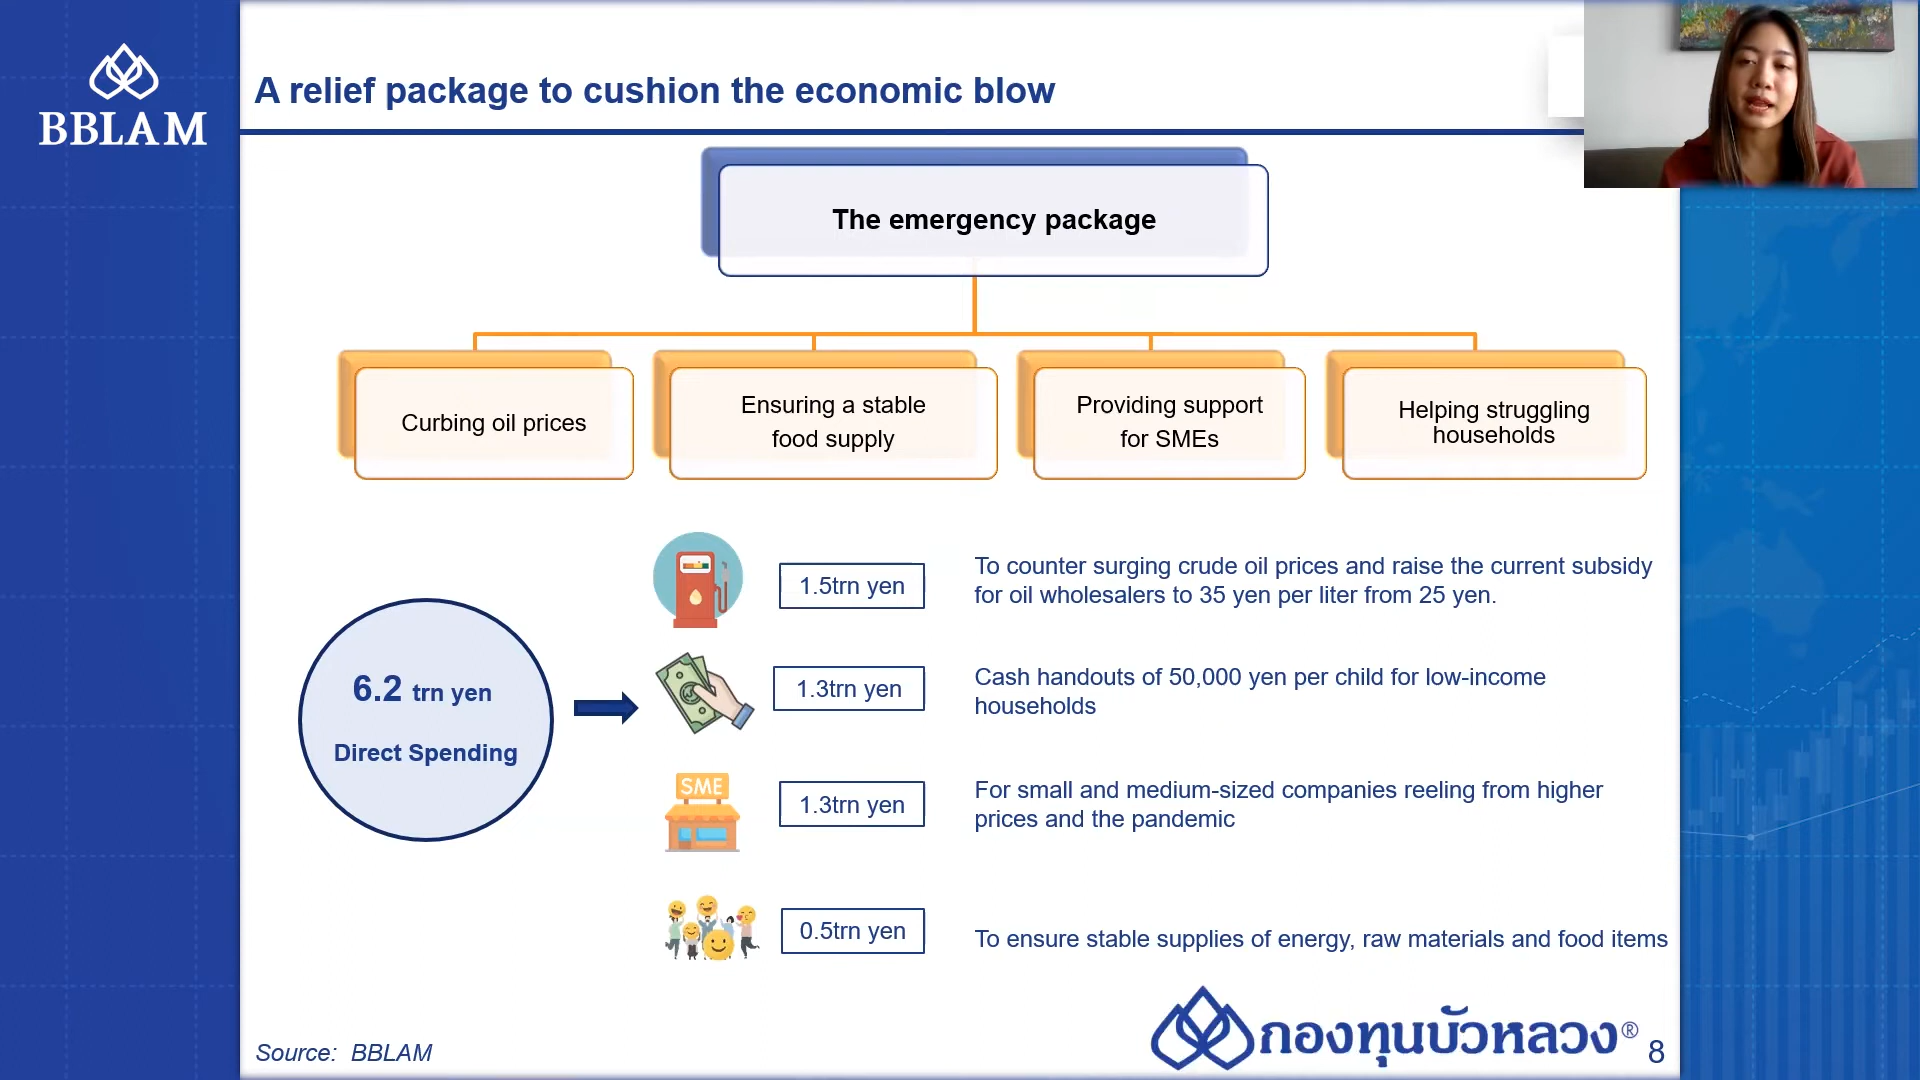 BBLAM
A relief package to cushion the economic blow
The emergency package
Curbing oil prices
Ensuring a stable
food supply
Providing support
for SMEs
Helping struggling
households
6.2 trn yen
Direct Spending
1.5trn yen
To counter surging crude oil prices and raise the current subsidy
for oil wholesalers to 35 yen per liter from 25 yen.
1.3trn yen
Cash handouts of 50,000 yen per child for low-income
households
SME
1.3trn yen
For small and medium-sized companies reeling from higher
prices and the pandemic
0.5trn yen
To ensure stable supplies of energy, raw materials and food items
Source: BBLAM
กองทุนบัวหลวง®
8